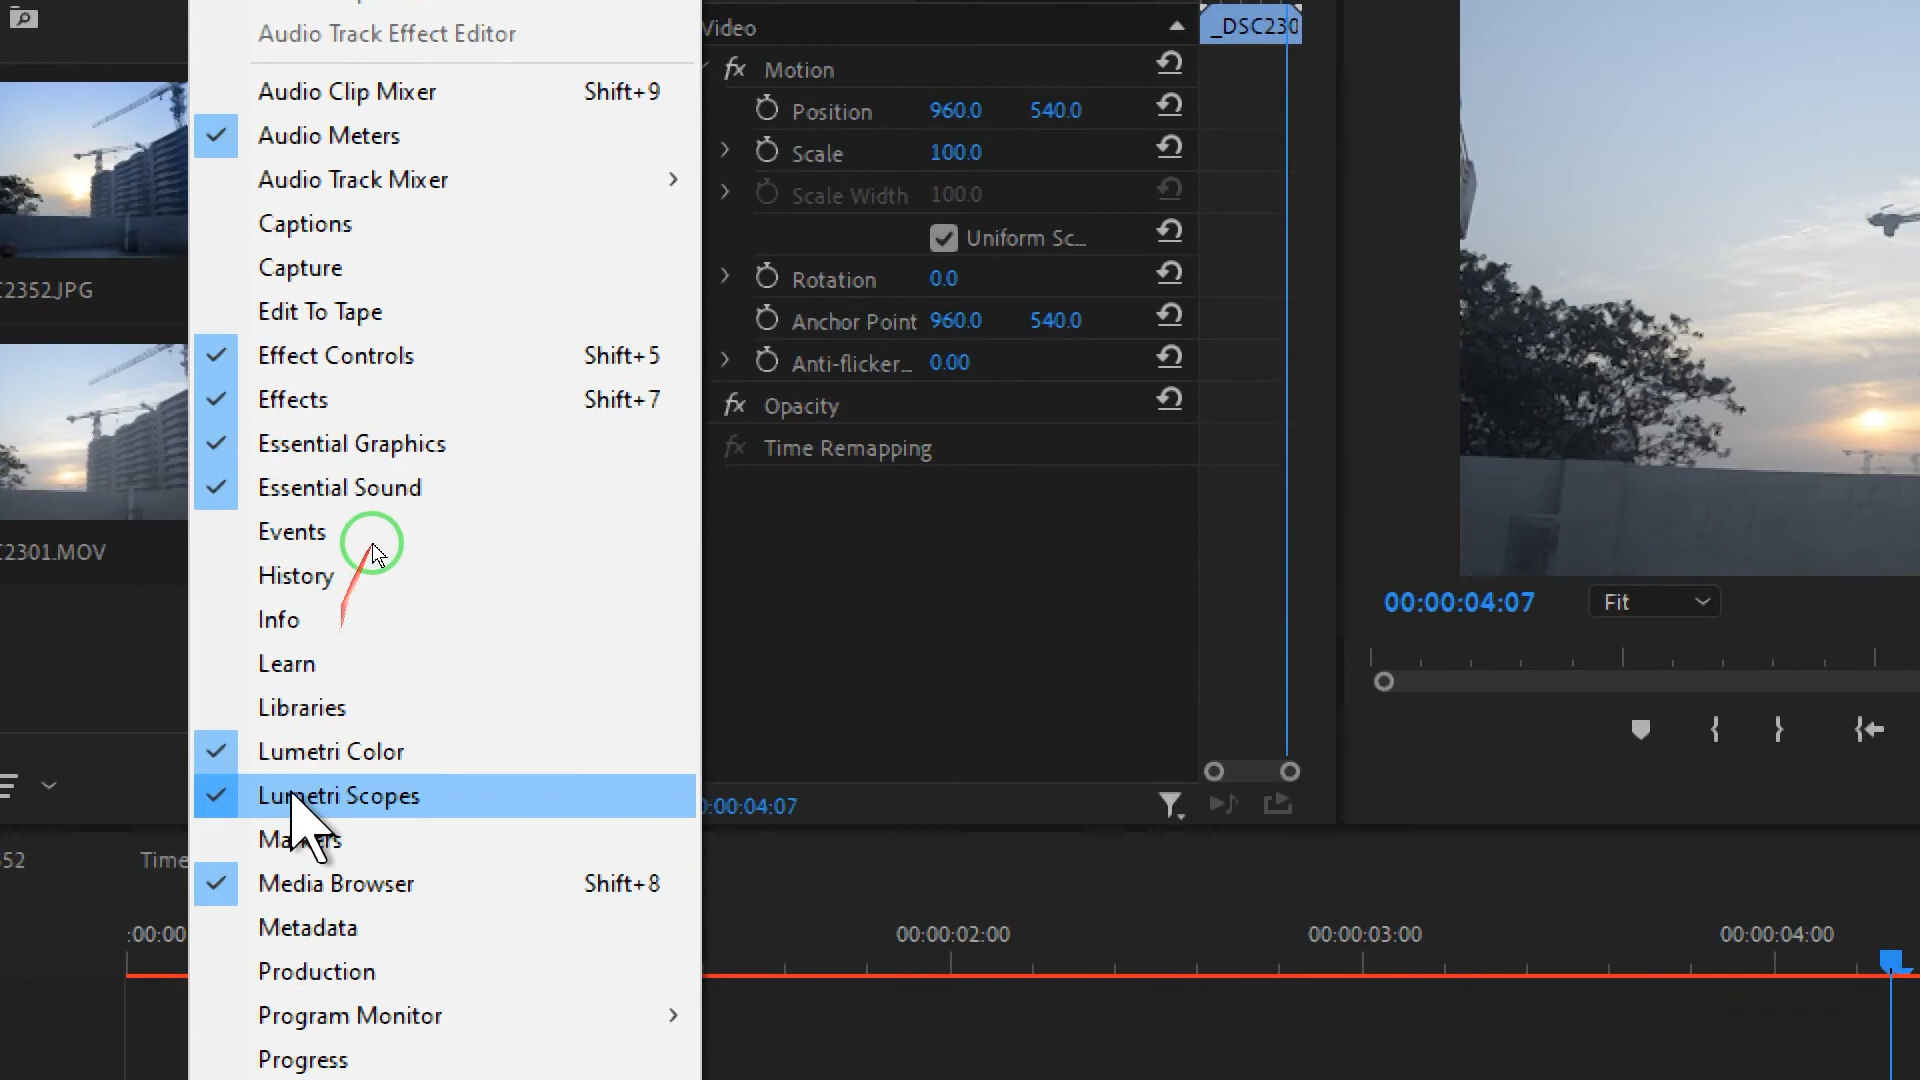 Audio Track Effect Editor
Audio Clip Mixer Shift+9
Audio Meters
Audio Track Mixer
Captions
Capture
Edit To Tape
Effect Controls Shift+5
Effects Shift+7
Essential Graphics
Essential Sound
Events
History
Info
Learn
Libraries
Lumetri Color
Lumetri Scopes
Markers
Media Browser Shift+8
Metadata
Production
Program Monitor
Progress
C2352.JPG
C2301.MOV
52
Time
Video
_DSC230
fx Motion
Position 960.0 540.0
Scale 100.0
Scale Width 100.0
Uniform Sc...
Rotation 0.0
Anchor Point 960.0 540.0
Anti-flicker... 0.00
fx Opacity
fx Time Remapping
0:00:04:07
00:00:04:07 Fit
:00:00 00:00:02:00 00:00:03:00 00:00:04:00